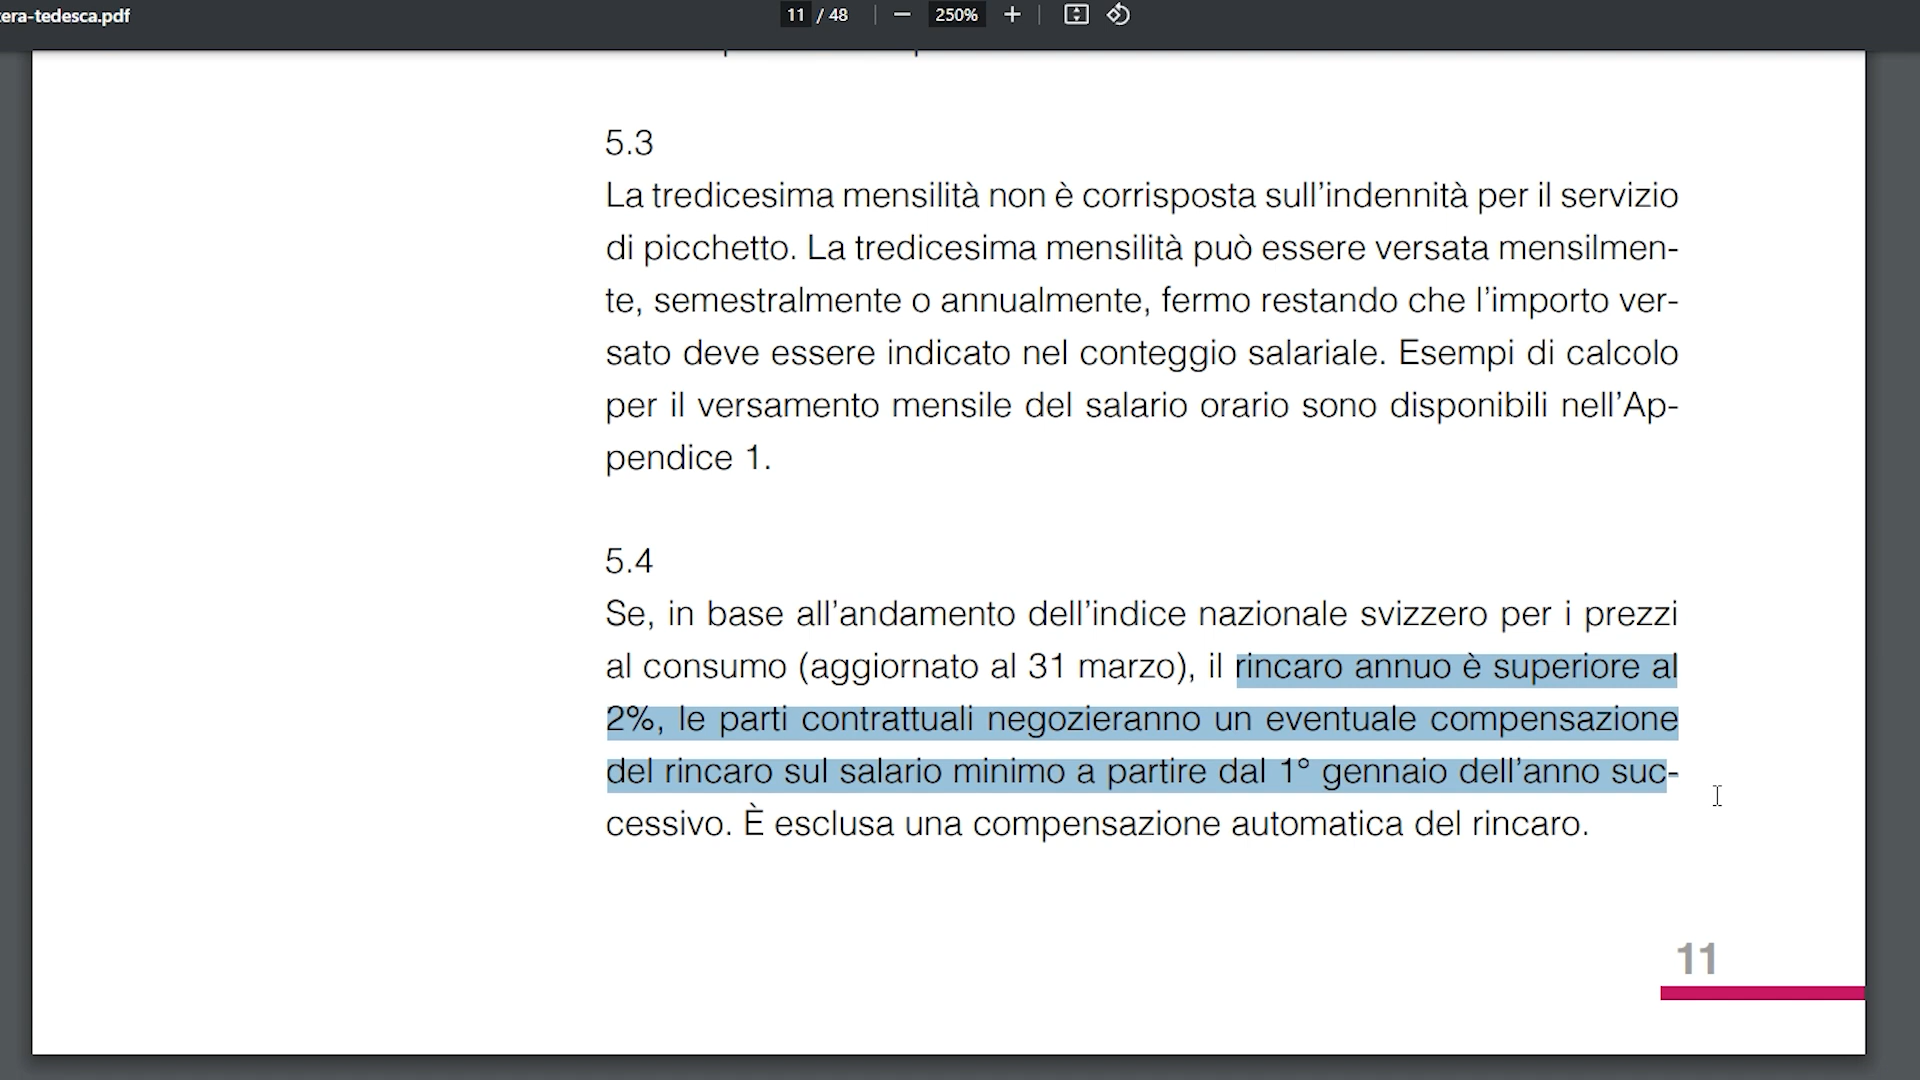 era-tedesca.pdf
11 / 48
250%
5.3
La tredicesima mensilità non è corrisposta sull'indennità per il servizio
di picchetto. La tredicesima mensilità può essere versata mensilmen-
te, semestralmente o annualmente, fermo restando che l'importo ver-
sato deve essere indicato nel conteggio salariale. Esempi di calcolo
per il versamento mensile del salario orario sono disponibili nell'Ap-
pendice 1.
5.4
Se, in base all'andamento dell'indice nazionale svizzero per i prezzi
al consumo (aggiornato al 31 marzo), il rincaro annuo è superiore al
2%, le parti contrattuali negozieranno un eventuale compensazione
del rincaro sul salario minimo a partire dal 1° gennaio dell'anno suc-
cessivo. È esclusa una compensazione automatica del rincaro.
11